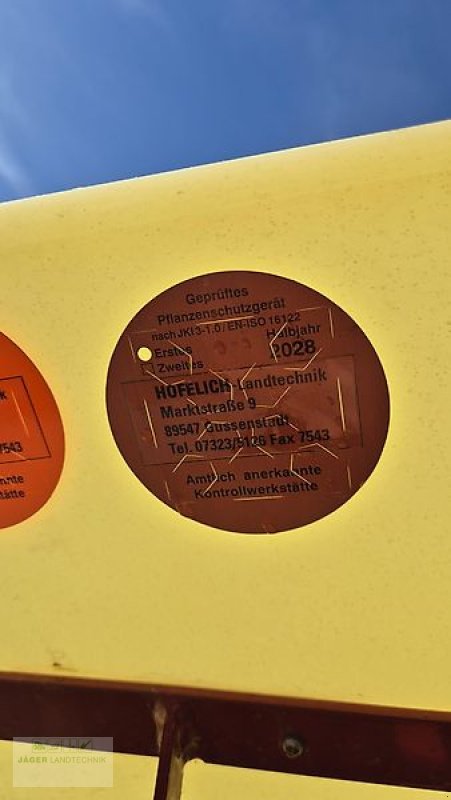 Geprüftes
Pflanzenschutzgerät
nach JKI 3-1.0 / EN-ISO 16122
Erstes Halbjahr
Zweites 2028
HÖFELICH-Landtechnik
Marktstraße 9
89547 Gussenstadt
Tel. 07323/5126 Fax 7543
Amtlich anerkannte
Kontrollwerkstätte
7543
JÄGER LANDTECHNIK